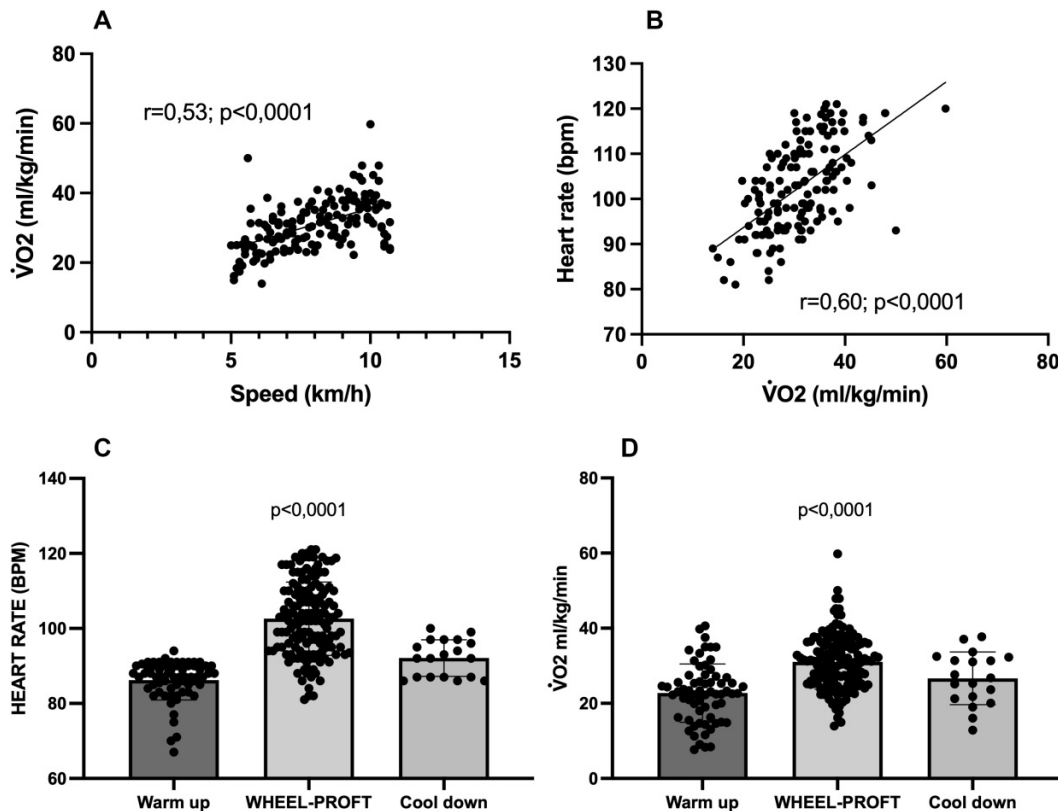 A
80
60
40
20
0
V̇O2 (ml/kg/min)
r=0,53; p<0,0001
0
5
10
15
Speed (km/h)
B
130
120
110
100
90
80
70
Heart rate (bpm)
r=0,60; p<0,0001
0
20
40
60
80
V̇O2 (ml/kg/min)
C
140
120
100
80
60
HEART RATE (BPM)
p<0,0001
Warm up
WHEEL-PROFT
Cool down
D
80
60
40
20
0
V̇O2 ml/kg/min
p<0,0001
Warm up
WHEEL-PROFT
Cool down